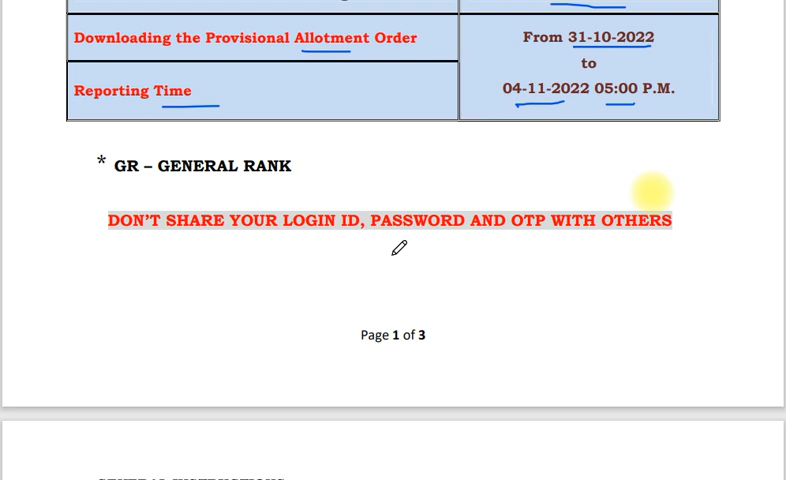 Downloading the Provisional Allotment Order
From 31-10-2022
to
04-11-2022 05:00 P.M.
Reporting Time
* GR – GENERAL RANK
DON'T SHARE YOUR LOGIN ID, PASSWORD AND OTP WITH OTHERS
Page 1 of 3